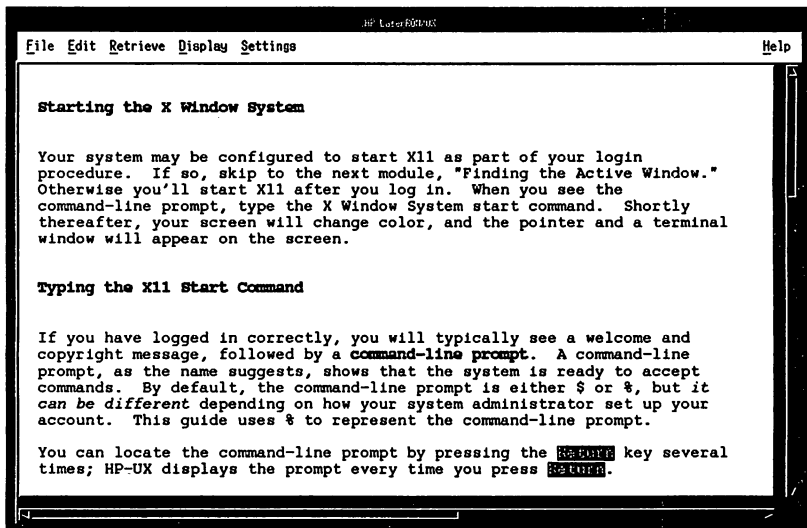 HP LaserROM/UX
File Edit Retrieve Display Settings Help
Starting the X Window System
Your system may be configured to start X11 as part of your login
procedure. If so, skip to the next module, "Finding the Active Window."
Otherwise you'll start X11 after you log in. When you see the
command-line prompt, type the X Window System start command. Shortly
thereafter, your screen will change color, and the pointer and a terminal
window will appear on the screen.
Typing the X11 Start Command
If you have logged in correctly, you will typically see a welcome and
copyright message, followed by a command-line prompt. A command-line
prompt, as the name suggests, shows that the system is ready to accept
commands. By default, the command-line prompt is either $ or %, but it
can be different depending on how your system administrator set up your
account. This guide uses % to represent the command-line prompt.
You can locate the command-line prompt by pressing the Return key several
times; HP-UX displays the prompt every time you press Return.